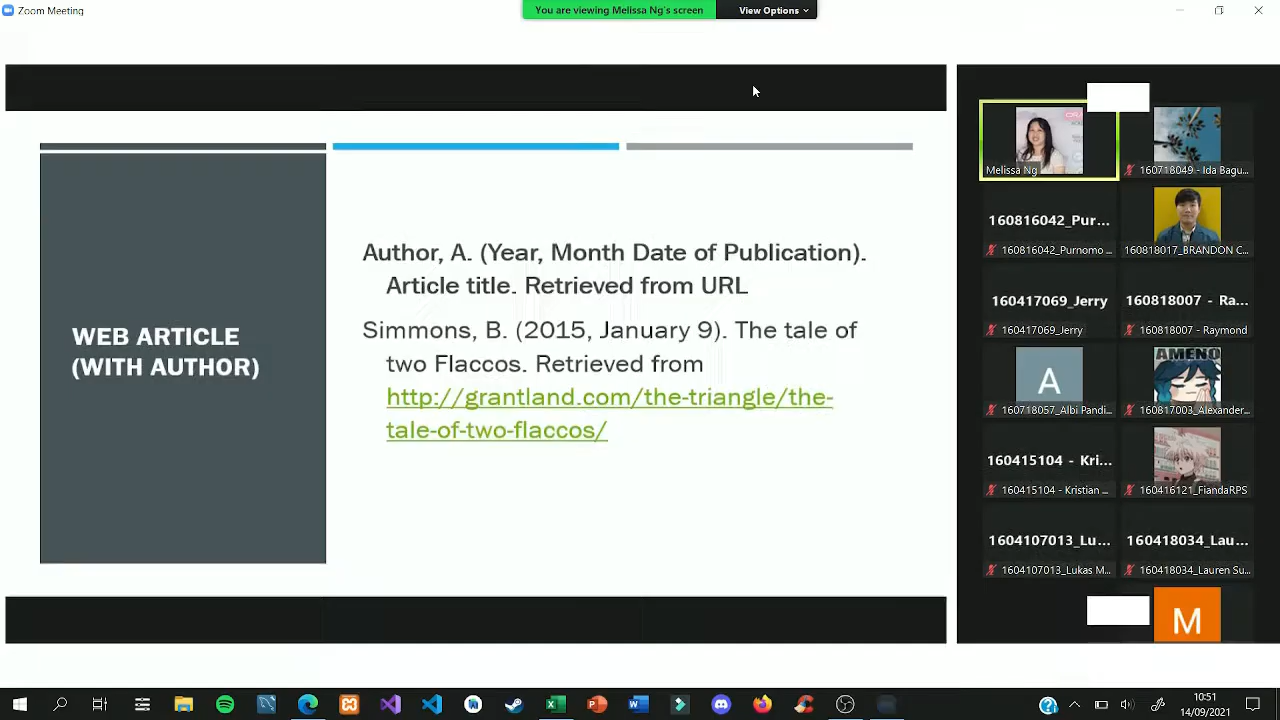 Zoom Meeting
You are viewing Melissa Ng's screen
View Options
WEB ARTICLE
(WITH AUTHOR)
Author, A. (Year, Month Date of Publication).
Article title. Retrieved from URL
Simmons, B. (2015, January 9). The tale of
two Flaccos. Retrieved from
http://grantland.com/the-triangle/the-
tale-of-two-flaccos/
Melissa Ng
160718049 - Ida Bagu...
160816042_Pur...
160816042_Purnomo ...
160818017_BRANDON C...
160417069_Jerry
160417069_Jerry
160818007 - Ra...
160818007 - Raymond
A
160718057_Albi Pandi...
AMENO
160817003_Alexander...
160415104 - Kri...
160415104 - Kristian ...
160416121_FiandaRPS
1604107013_Lu...
1604107013_Lukas M...
160418034_Lau...
160418034_Lauren Su...
M
10:51
14/09/2021